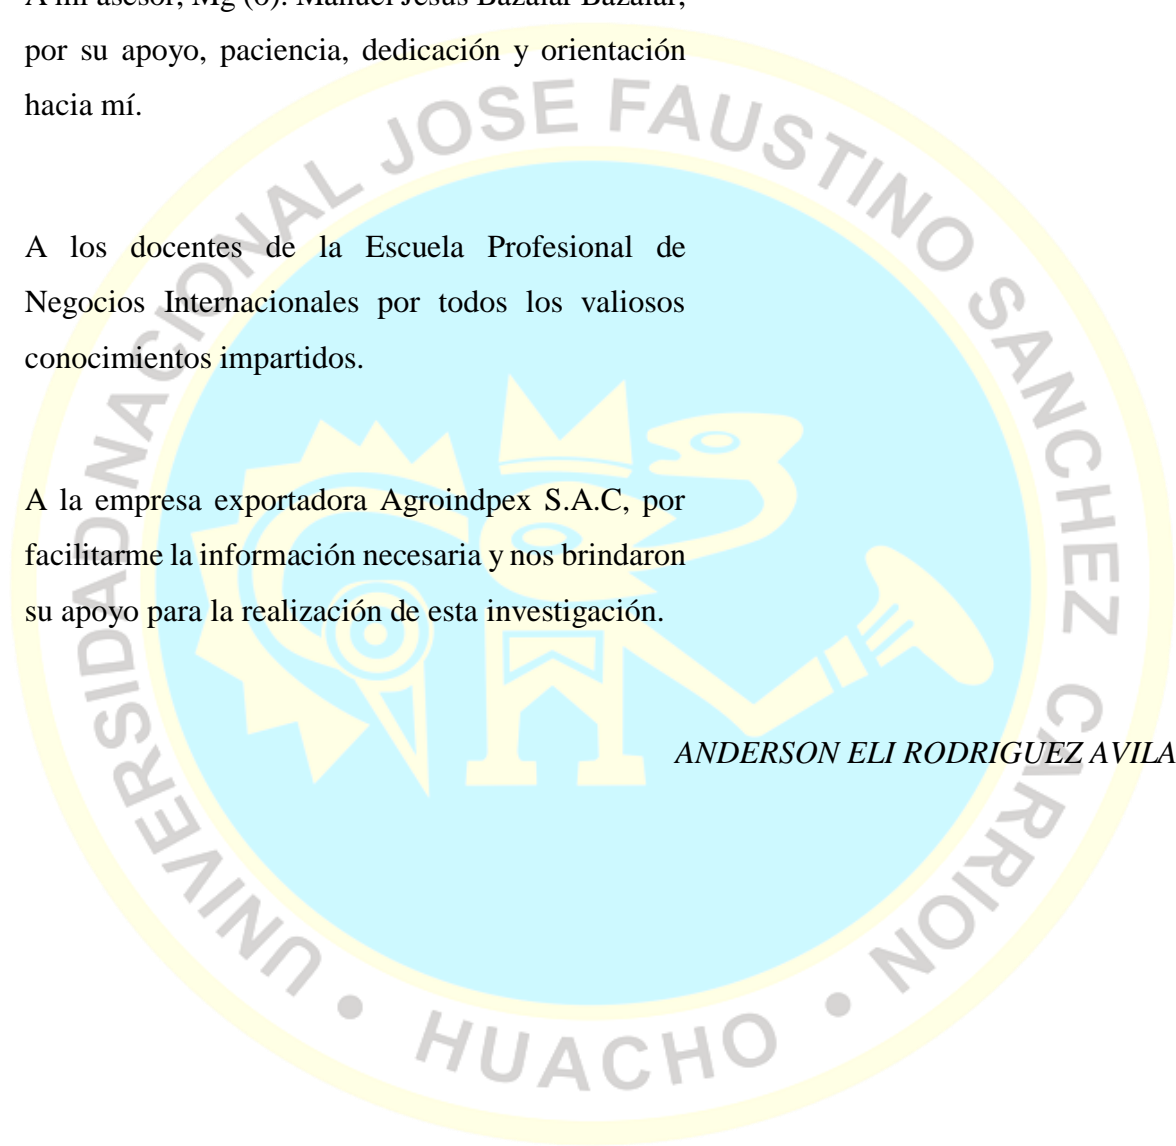 A mi asesor, Mg (o). Manuel Jesús Bazalar Bazalar,
por su apoyo, paciencia, dedicación y orientación
hacia mí.
A los docentes de la Escuela Profesional de
Negocios Internacionales por todos los valiosos
conocimientos impartidos.
A la empresa exportadora Agroindpex S.A.C, por
facilitarme la información necesaria y nos brindaron
su apoyo para la realización de esta investigación.
ANDERSON ELI RODRIGUEZ AVILA
UNIVERSIDAD NACIONAL JOSE FAUSTINO SANCHEZ CARRION
• HUACHO •